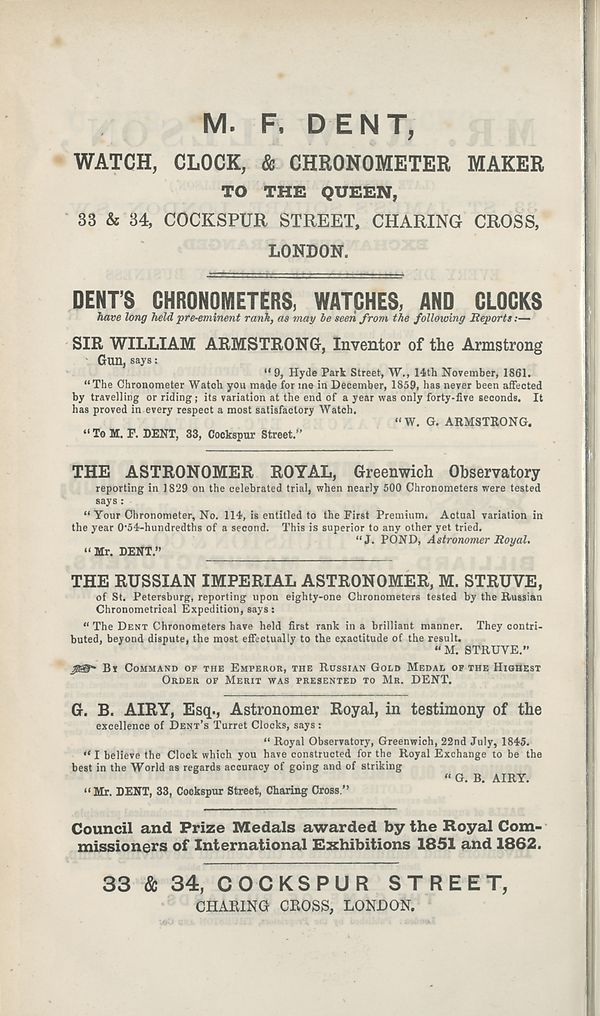 M. F. DENT,
WATCH, CLOCK, & CHRONOMETER MAKER
TO THE QUEEN,
33 & 34, COCKSPUR STREET, CHARING CROSS,
LONDON.
DENT'S CHRONOMETERS, WATCHES, AND CLOCKS
have long held pre-eminent rank, as may be seen from the following Reports:—
SIR WILLIAM ARMSTRONG, Inventor of the Armstrong
Gun, says:
"9, Hyde Park Street, W., 14th November, 1861.
"The Chronometer Watch you made for me in December, 1859, has never been affected
by travelling or riding; its variation at the end of a year was only forty-five seconds. It
has proved in every respect a most satisfactory Watch.
"W. G. ARMSTRONG.
"To M. F. DENT, 33, Cockspur Street."
THE ASTRONOMER ROYAL, Greenwich Observatory
reporting in 1829 on the celebrated trial, when nearly 500 Chronometers were tested
says:
"Your Chronometer, No. 114, is entitled to the First Premium. Actual variation in
the year 0·54-hundredths of a second. This is superior to any other yet tried.
"J. POND, Astronomer Royal.
"Mr. DENT."
THE RUSSIAN IMPERIAL ASTRONOMER, M. STRUVE,
of St. Petersburg, reporting upon eighty-one Chronometers tested by the Russian
Chronometrical Expedition, says:
"The DENT Chronometers have held first rank in a brilliant manner. They contri-
buted, beyond dispute, the most effectually to the exactitude of the result.
"M. STRUVE."
☞ BY COMMAND OF THE EMPEROR, THE RUSSIAN GOLD MEDAL OF THE HIGHEST
ORDER OF MERIT WAS PRESENTED TO MR. DENT.
G. B. AIRY, Esq., Astronomer Royal, in testimony of the
excellence of DENT'S Turret Clocks, says:
"Royal Observatory, Greenwich, 22nd July, 1845.
"I believe the Clock which you have constructed for the Royal Exchange to be the
best in the World as regards accuracy of going and of striking
"G. B. AIRY.
"Mr. DENT, 33, Cockspur Street, Charing Cross."
Council and Prize Medals awarded by the Royal Com-
missioners of International Exhibitions 1851 and 1862.
33 & 34, COCKSPUR STREET,
CHARING CROSS, LONDON.